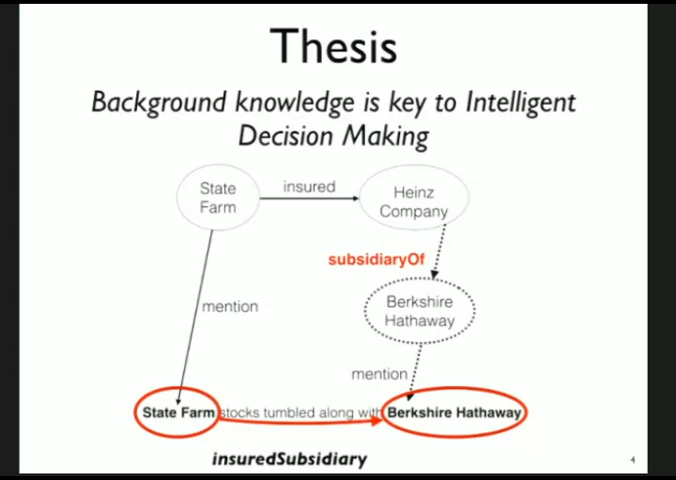 Thesis
Background knowledge is key to Intelligent
Decision Making
State
Farm
insured
Heinz
Company
subsidiaryOf
Berkshire
Hathaway
mention
mention
State Farm stocks tumbled along with Berkshire Hathaway
insuredSubsidiary
4